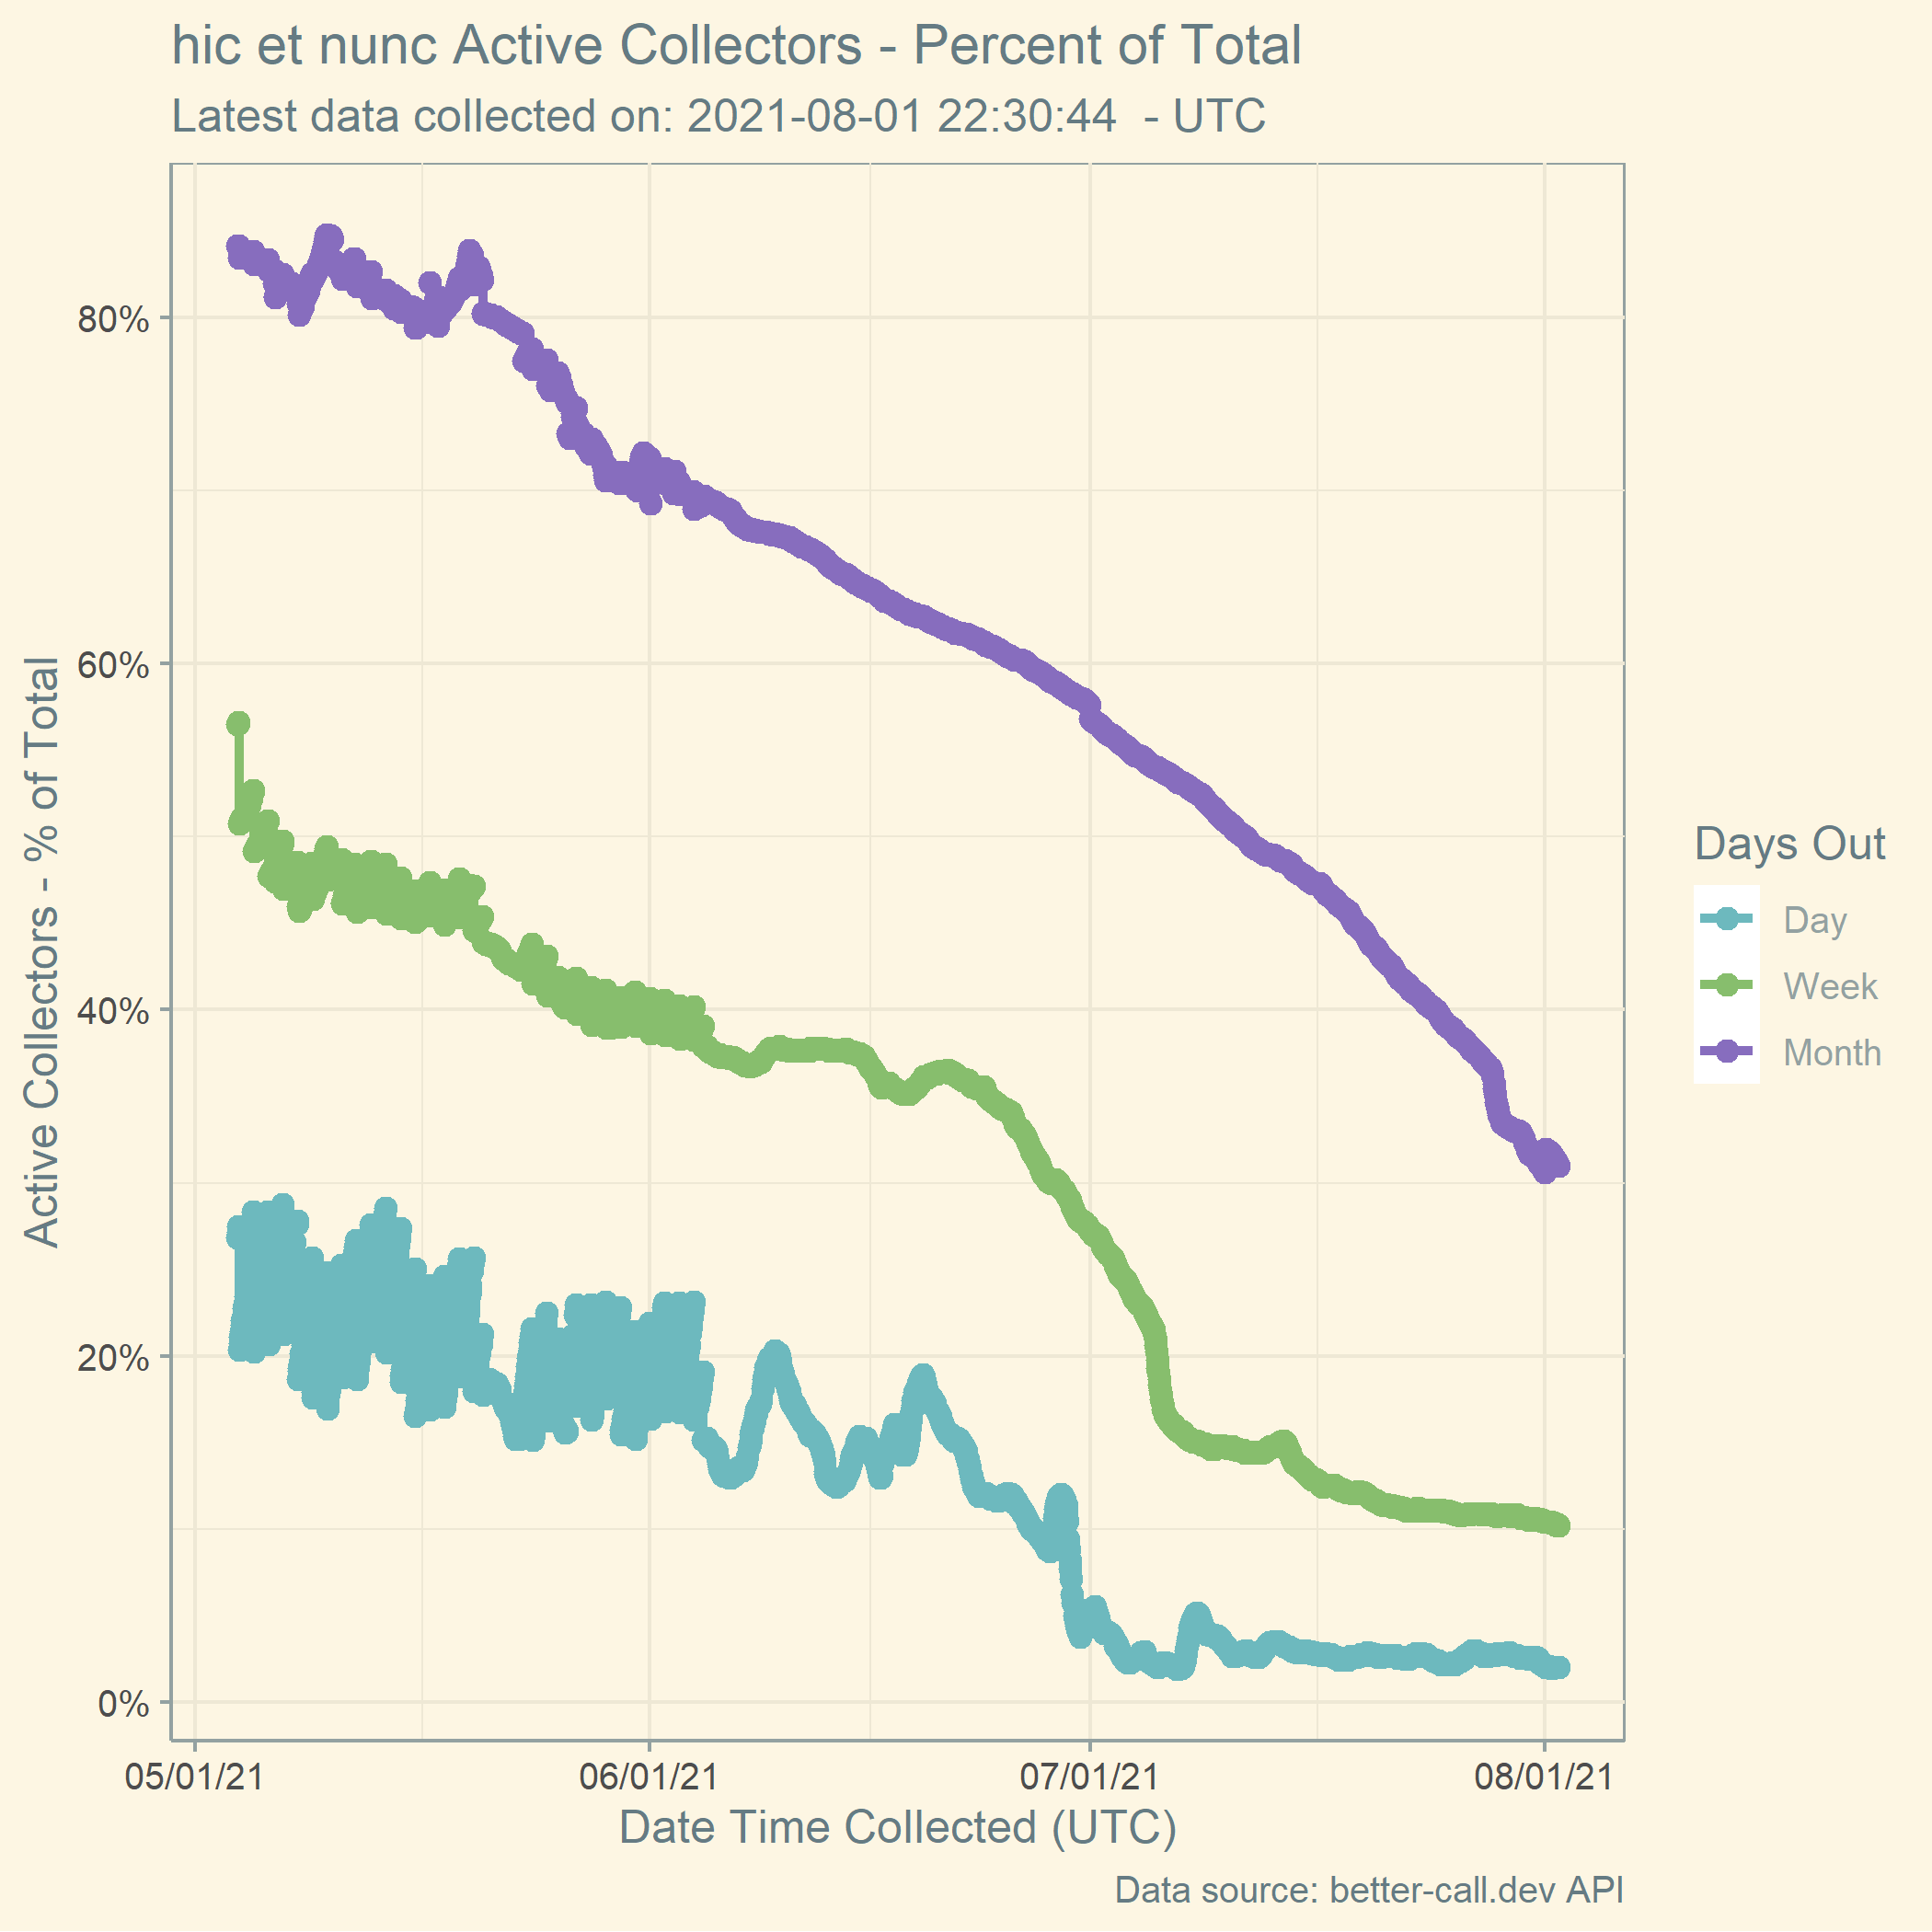 hic et nunc Active Collectors - Percent of Total
Latest data collected on: 2021-08-01 22:30:44  - UTC
Active Collectors - % of Total
80%
60%
40%
20%
0%
05/01/21
06/01/21
07/01/21
08/01/21
Date Time Collected (UTC)
Days Out
Day
Week
Month
Data source: better-call.dev API